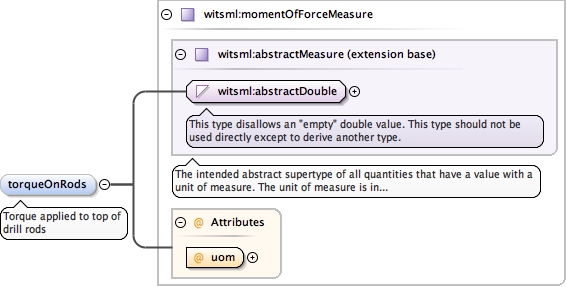 witsml:momentOfForceMeasure
witsml:abstractMeasure (extension base)
witsml:abstractDouble
This type disallows an "empty" double value. This type should not be
used directly except to derive another type.
The intended abstract supertype of all quantities that have a value with a
unit of measure. The unit of measure is in...
torqueOnRods
Torque applied to top of
drill rods
@ Attributes
@ uom